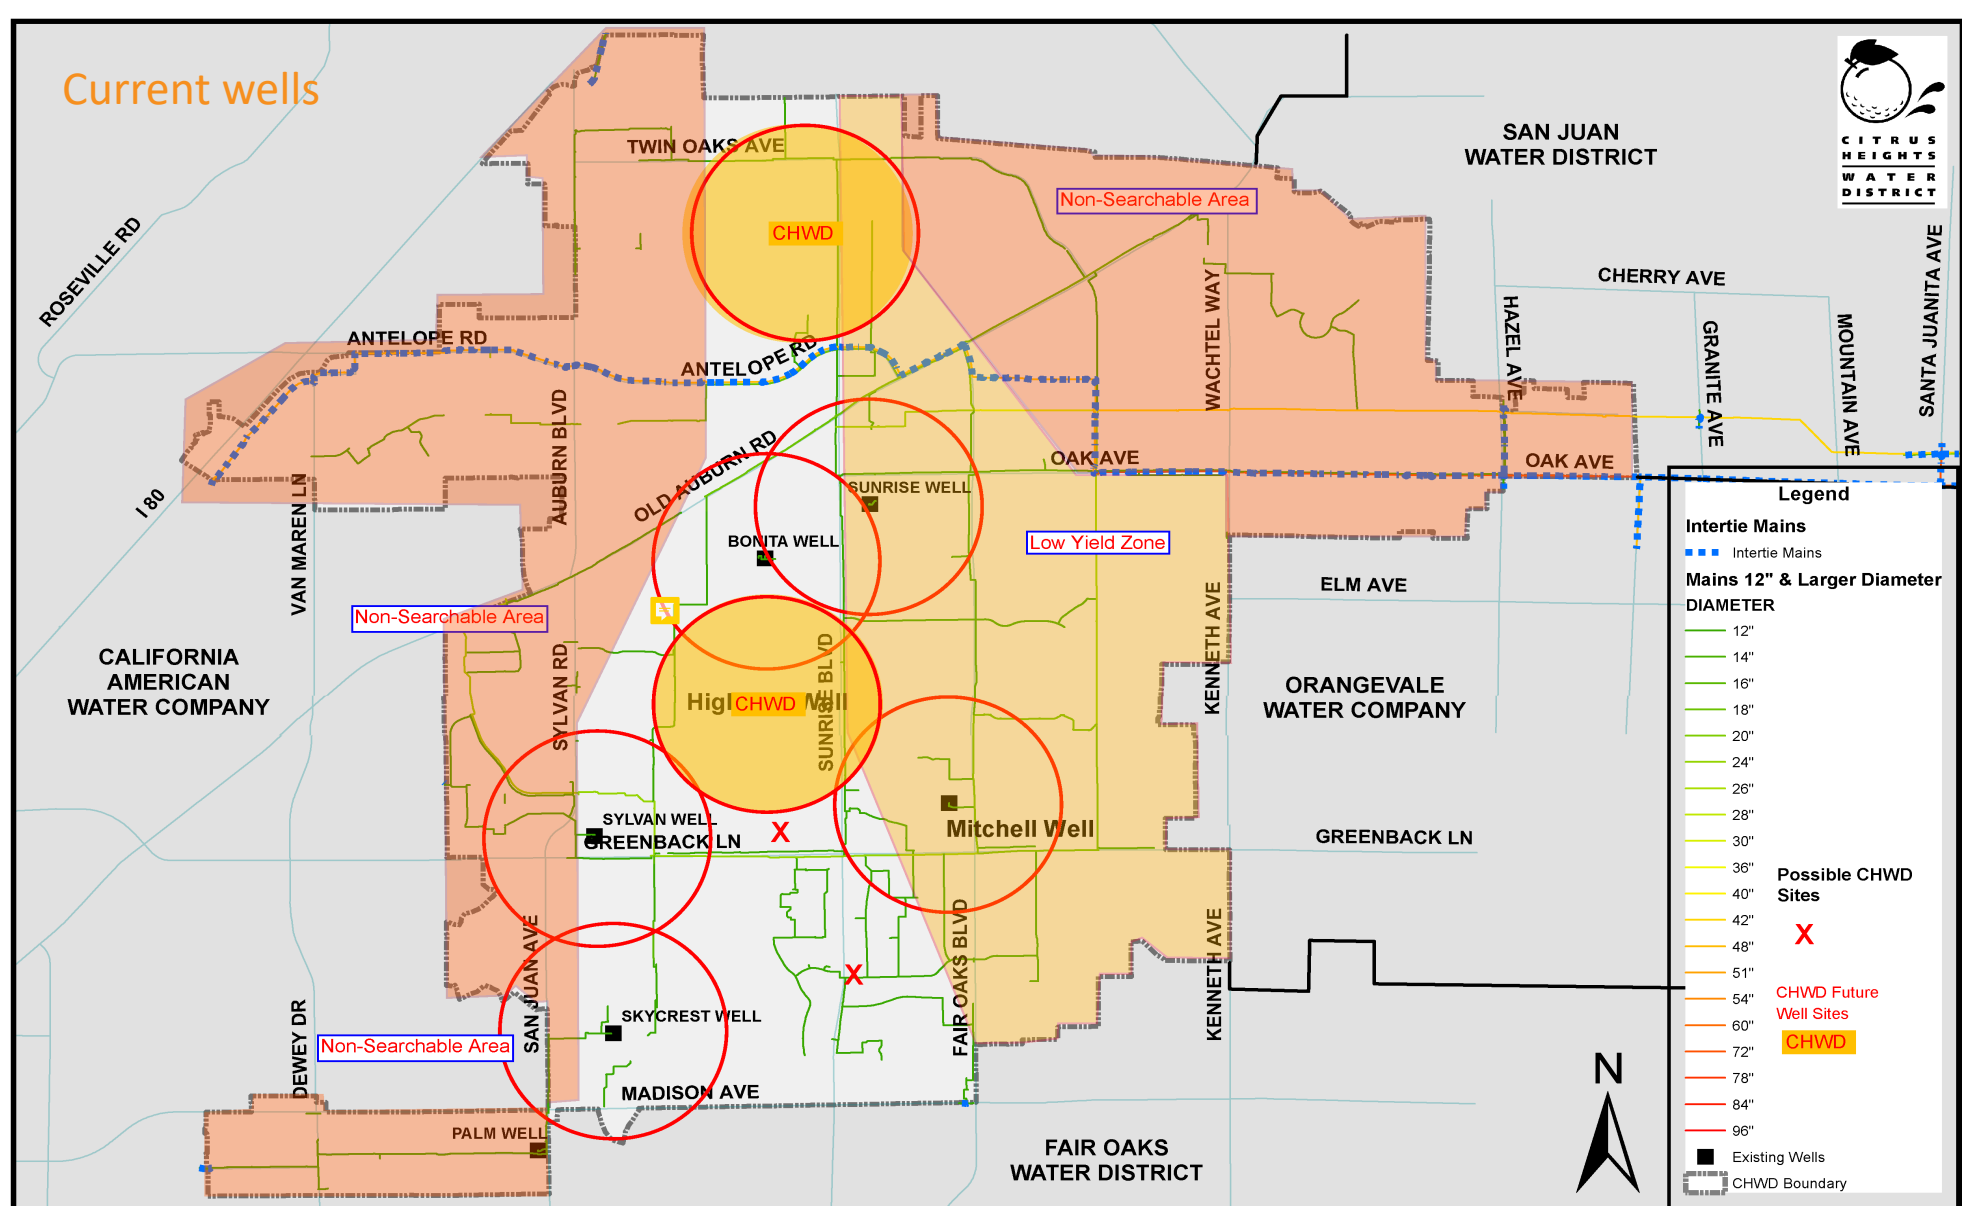 Current wells
CITRUS
HEIGHTS
WATER
DISTRICT
SAN JUAN
WATER DISTRICT
TWIN OAKS AVE
Non-Searchable Area
CHWD
ROSEVILLE RD
CHERRY AVE
SANTA JUANITA AVE
ANTELOPE RD
ANTELOPE RD
WACHTEL WAY
HAZEL AVE
GRANITE AVE
MOUNTAIN AVE
AUBURN BLVD
OLD AUBURN RD
OAK AVE
OAK AVE
I 80
VAN MAREN LN
SUNRISE WELL
BONITA WELL
Low Yield Zone
ELM AVE
KENNETH AVE
Non-Searchable Area
CALIFORNIA
AMERICAN
WATER COMPANY
SYLVAN RD
SUNRISE BLVD
CHWD
Well
ORANGEVALE
WATER COMPANY
SYLVAN WELL
GREENBACK LN
X
Mitchell Well
GREENBACK LN
SAN JUAN AVE
X
FAIR OAKS BLVD
KENNETH AVE
SKYCREST WELL
Non-Searchable Area
DEWEY DR
MADISON AVE
PALM WELL
FAIR OAKS
WATER DISTRICT
N
Legend
Intertie Mains
Intertie Mains
Mains 12" & Larger Diameter
DIAMETER
12"
14"
16"
18"
20"
24"
26"
28"
30"
36"
40"
42"
48"
51"
54"
60"
72"
78"
84"
96"
Existing Wells
CHWD Boundary
Possible CHWD
Sites
X
CHWD Future
Well Sites
CHWD